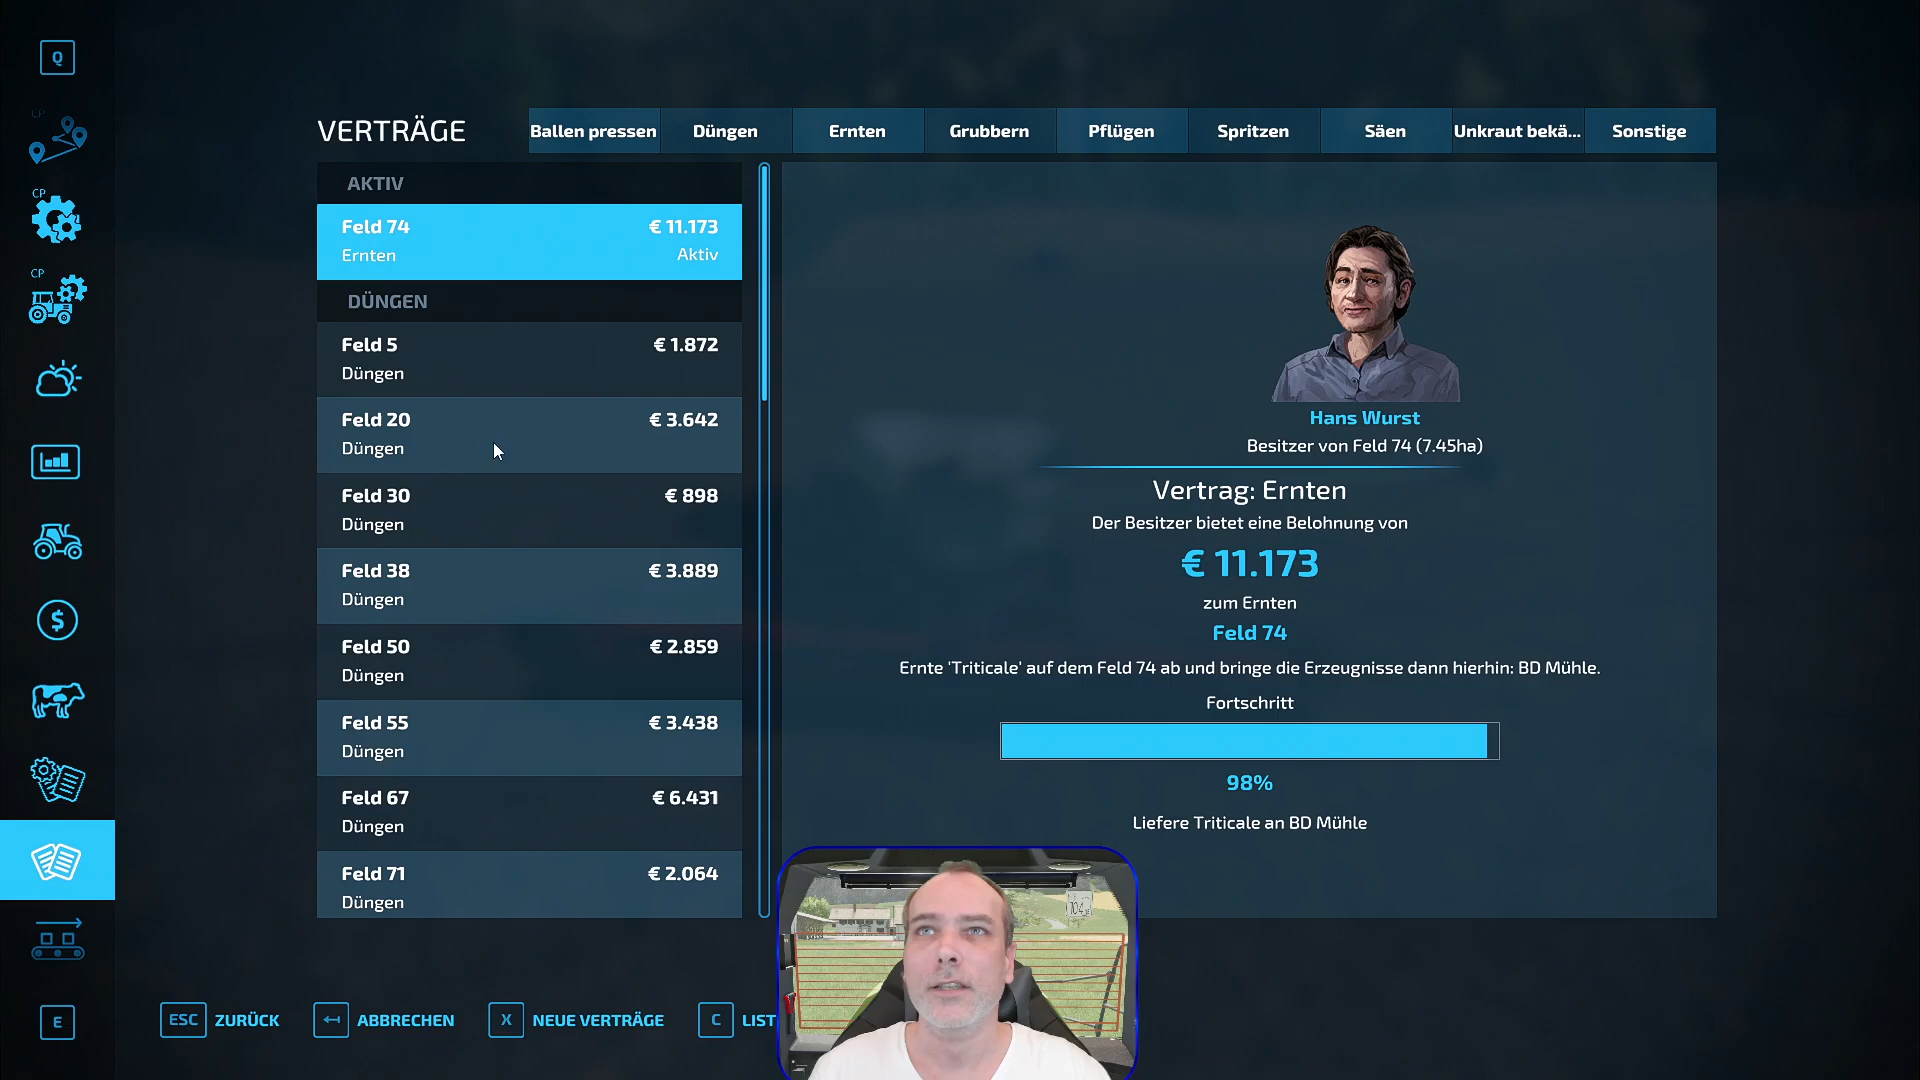 Q
VERTRÄGE
Ballen pressen
Düngen
Ernten
Grubbern
Pflügen
Spritzen
Säen
Unkraut bekä...
Sonstige
CP
CP
CP
AKTIV
Feld 74 € 11.173
Ernten Aktiv
DÜNGEN
Feld 5 € 1.872
Düngen
Feld 20 € 3.642
Düngen
Feld 30 € 898
Düngen
Feld 38 € 3.889
Düngen
Feld 50 € 2.859
Düngen
Feld 55 € 3.438
Düngen
Feld 67 € 6.431
Düngen
Feld 71 € 2.064
Düngen
Hans Wurst
Besitzer von Feld 74 (7.45ha)
Vertrag: Ernten
Der Besitzer bietet eine Belohnung von
€ 11.173
zum Ernten
Feld 74
Ernte 'Triticale' auf dem Feld 74 ab und bringe die Erzeugnisse dann hierhin: BD Mühle.
Fortschritt
98%
Liefere Triticale an BD Mühle
104
E
ESC ZURÜCK
ABBRECHEN
X NEUE VERTRÄGE
C LIST